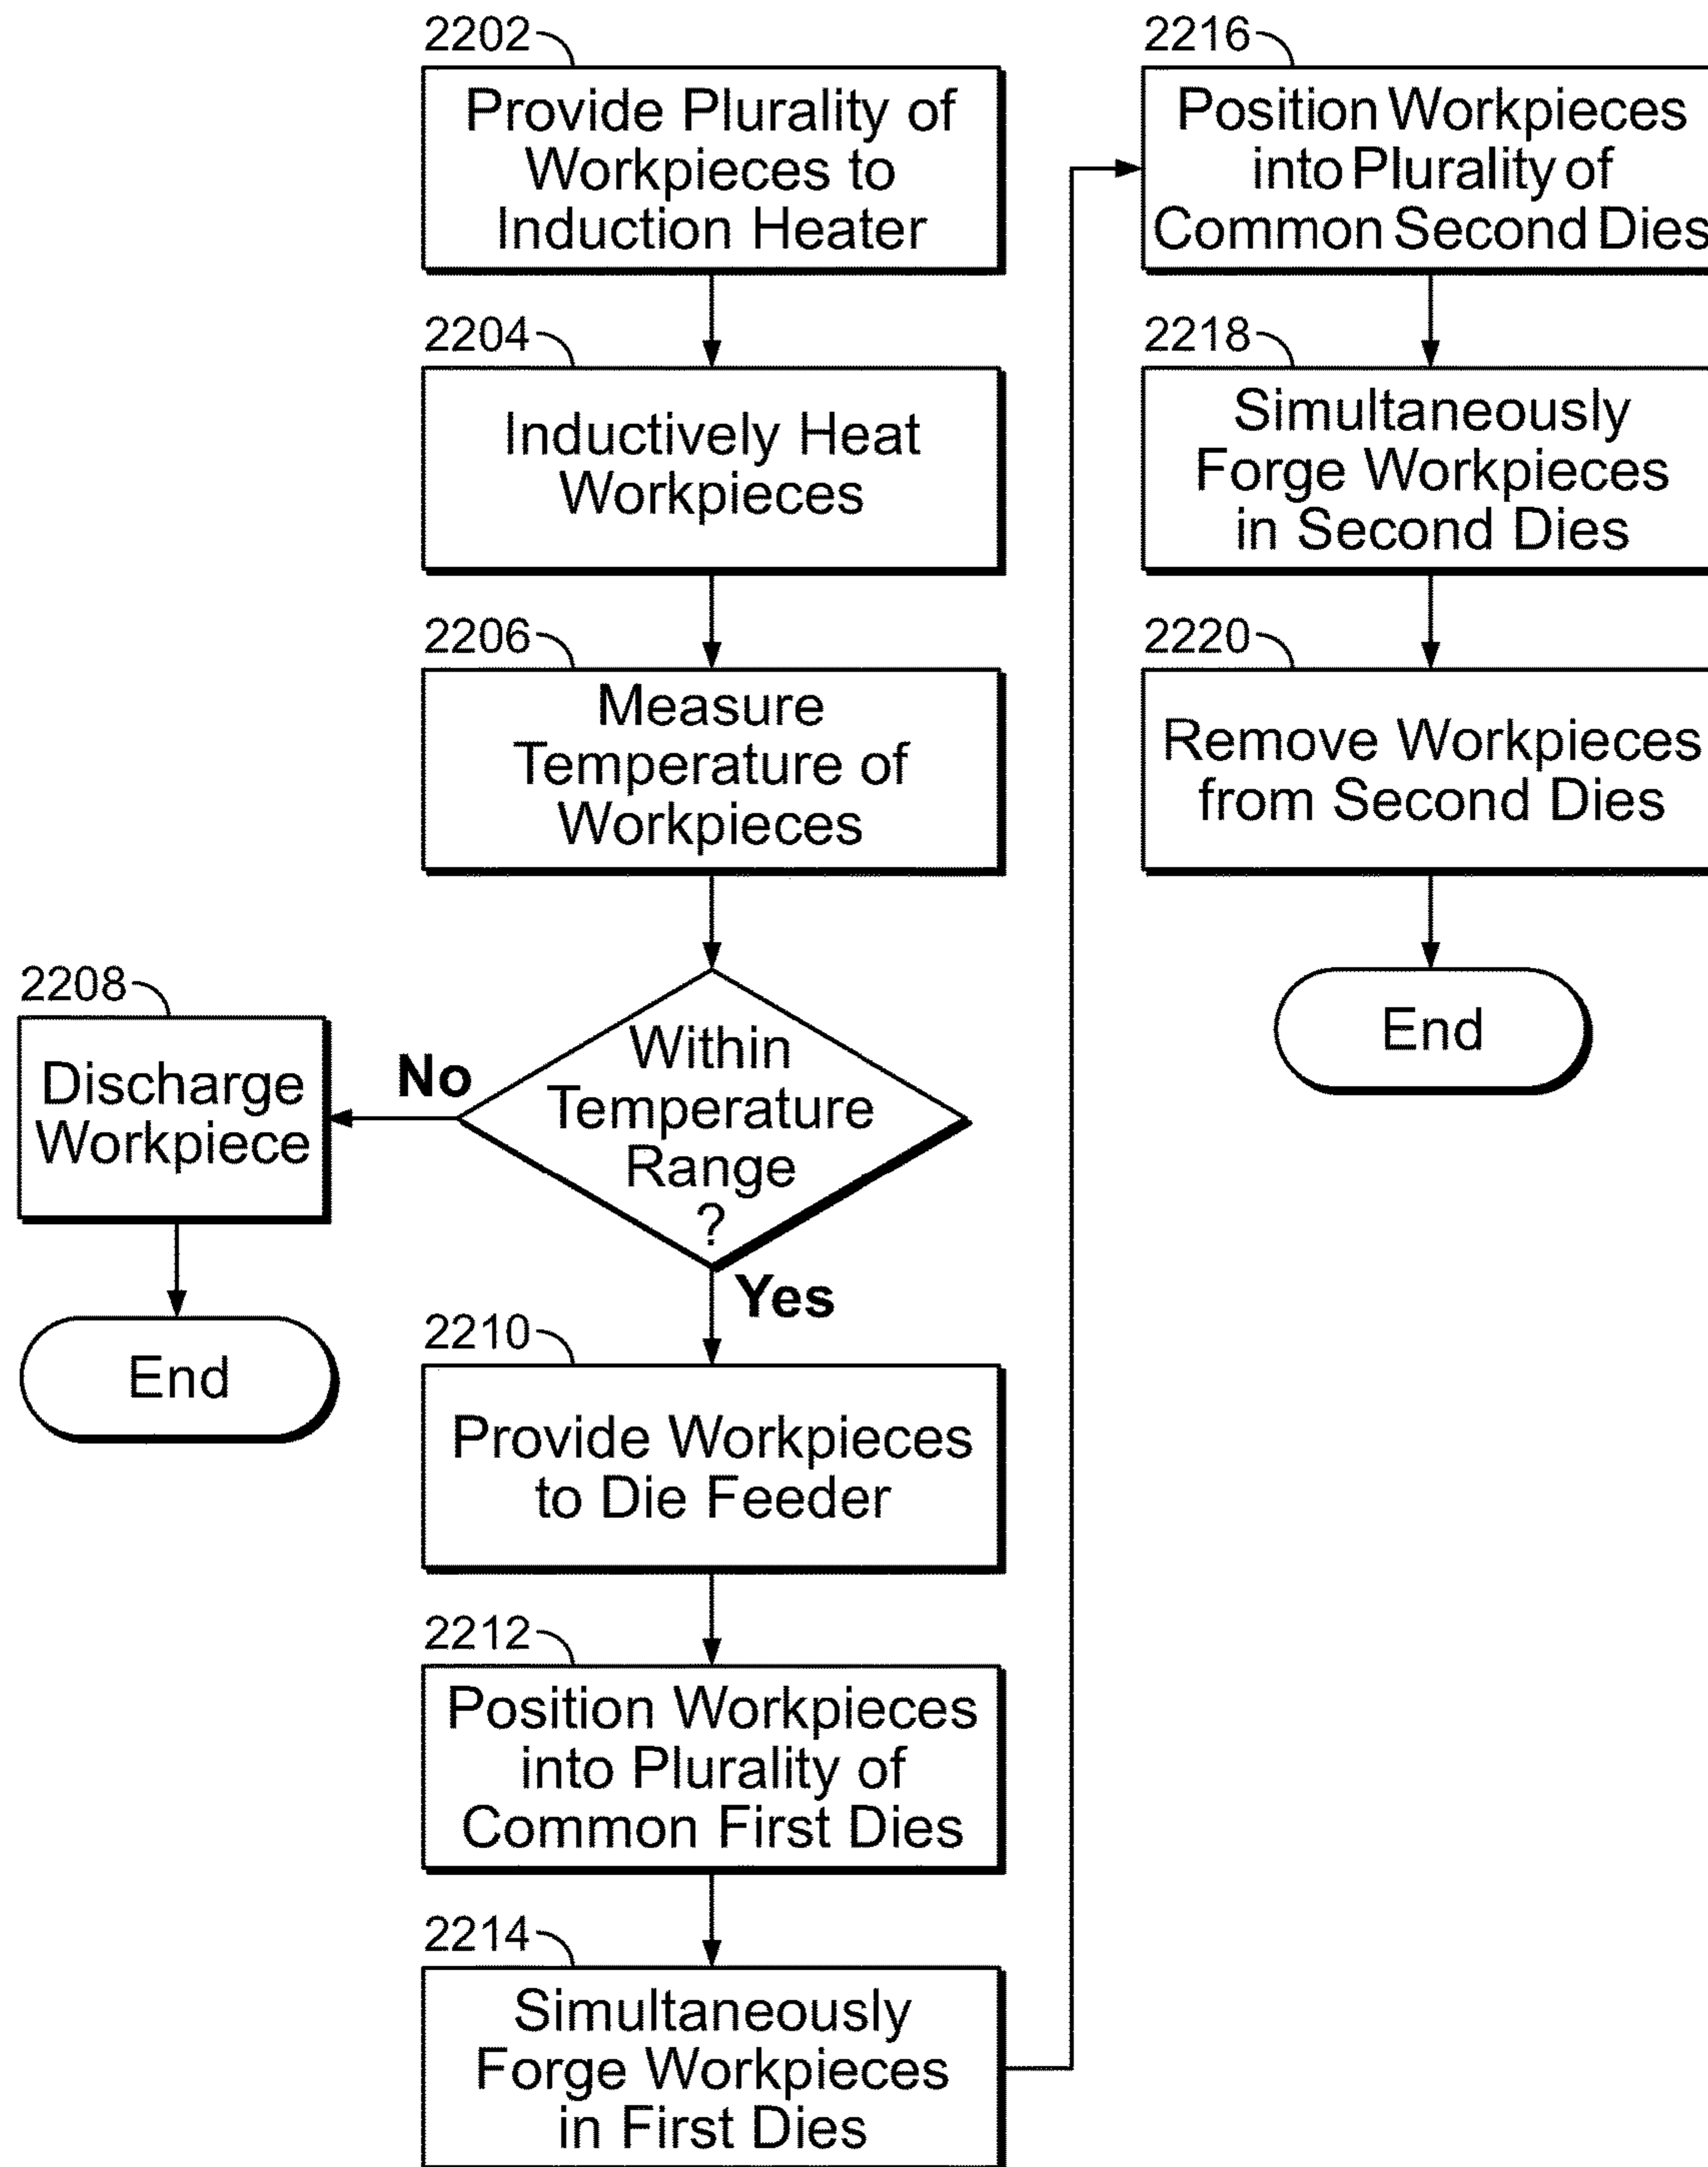 2202
Provide Plurality of
Workpieces to
Induction Heater
2204
Inductively Heat
Workpieces
2206
Measure
Temperature of
Workpieces
Within
Temperature
Range
?
No
2208
Discharge
Workpiece
End
Yes
2210
Provide Workpieces
to Die Feeder
2212
Position Workpieces
into Plurality of
Common First Dies
2214
Simultaneously
Forge Workpieces
in First Dies
2216
Position Workpieces
into Plurality of
Common Second Dies
2218
Simultaneously
Forge Workpieces
in Second Dies
2220
Remove Workpieces
from Second Dies
End